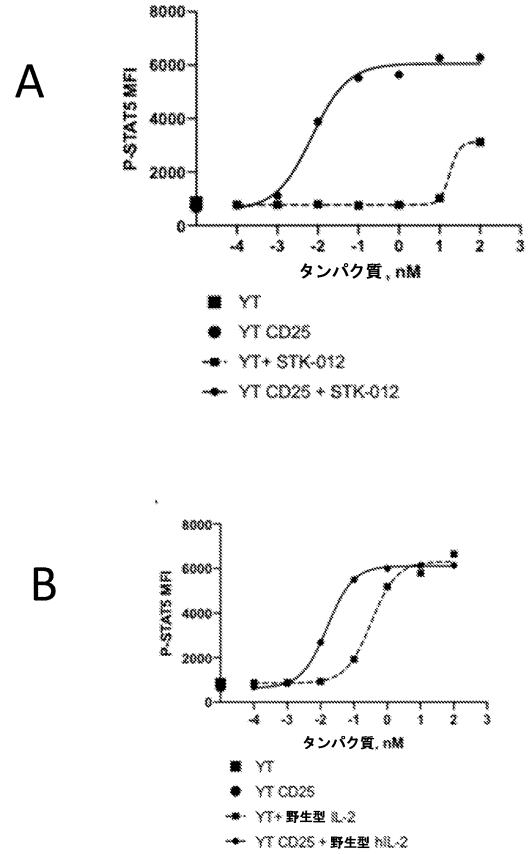 A
P-STAT5 MFI
8000
6000
4000
2000
0
-4 -3 -2 -1 0 1 2 3
タンパク質, nM
YT
YT CD25
YT+ STK-012
YT CD25 + STK-012
B
P-STAT5 MFI
8000
6000
4000
2000
0
-4 -3 -2 -1 0 1 2 3
タンパク質, nM
YT
YT CD25
YT+ 野生型 IL-2
YT CD25 + 野生型 hIL-2